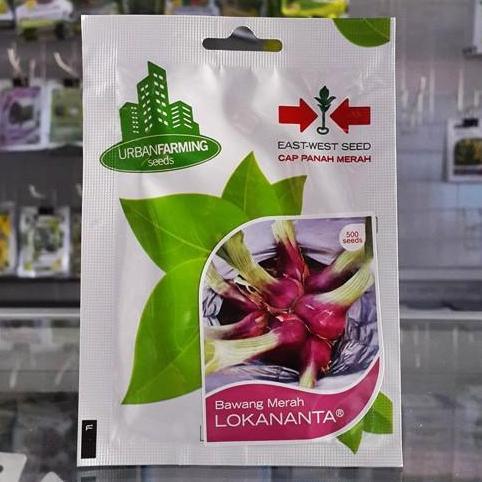 URBANFARMING
seeds
EAST-WEST SEED
CAP PANAH MERAH
500
seeds
Bawang Merah
LOKANANTA®